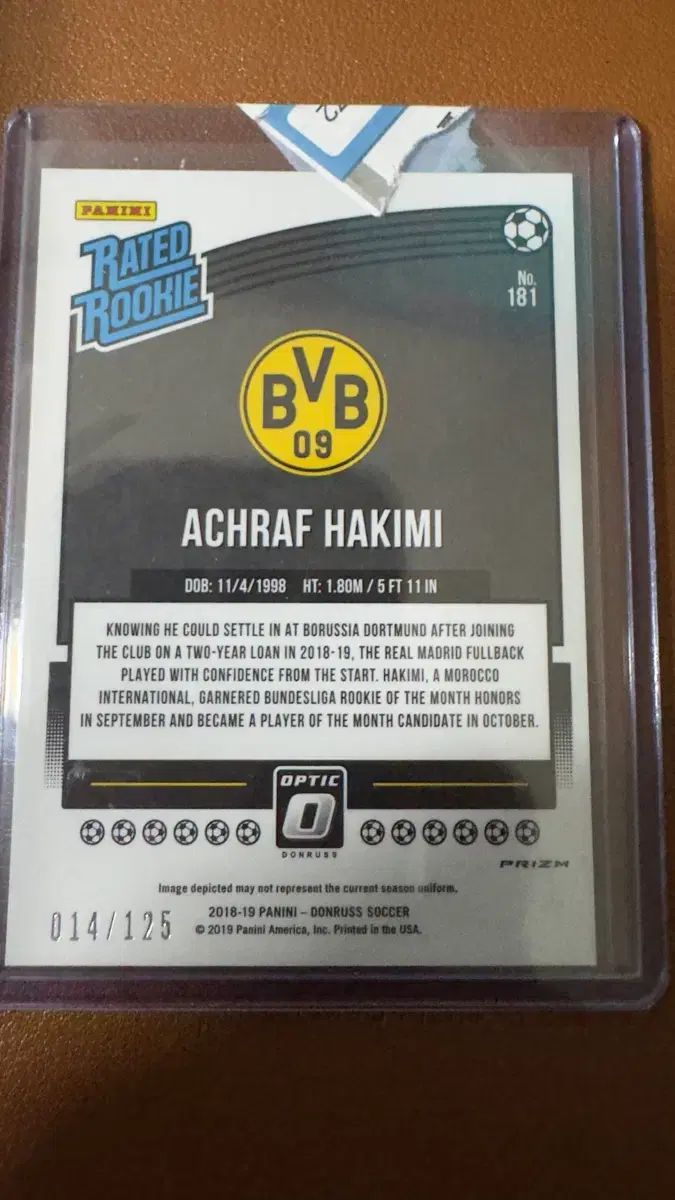 PANINI
RATED
ROOKIE
No.
181
BVB
09
ACHRAF HAKIMI
DOB: 11/4/1998 HT: 1.80M / 5 FT 11 IN
KNOWING HE COULD SETTLE IN AT BORUSSIA DORTMUND AFTER JOINING
THE CLUB ON A TWO-YEAR LOAN IN 2018-19, THE REAL MADRID FULLBACK
PLAYED WITH CONFIDENCE FROM THE START. HAKIMI, A MOROCCO
INTERNATIONAL, GARNERED BUNDESLIGA ROOKIE OF THE MONTH HONORS
IN SEPTEMBER AND BECAME A PLAYER OF THE MONTH CANDIDATE IN OCTOBER.
OPTIC
O
DONRUSS
PRIZM
Image depicted may not represent the current season uniform.
014/125
2018-19 PANINI – DONRUSS SOCCER
© 2019 Panini America, Inc. Printed in the USA.